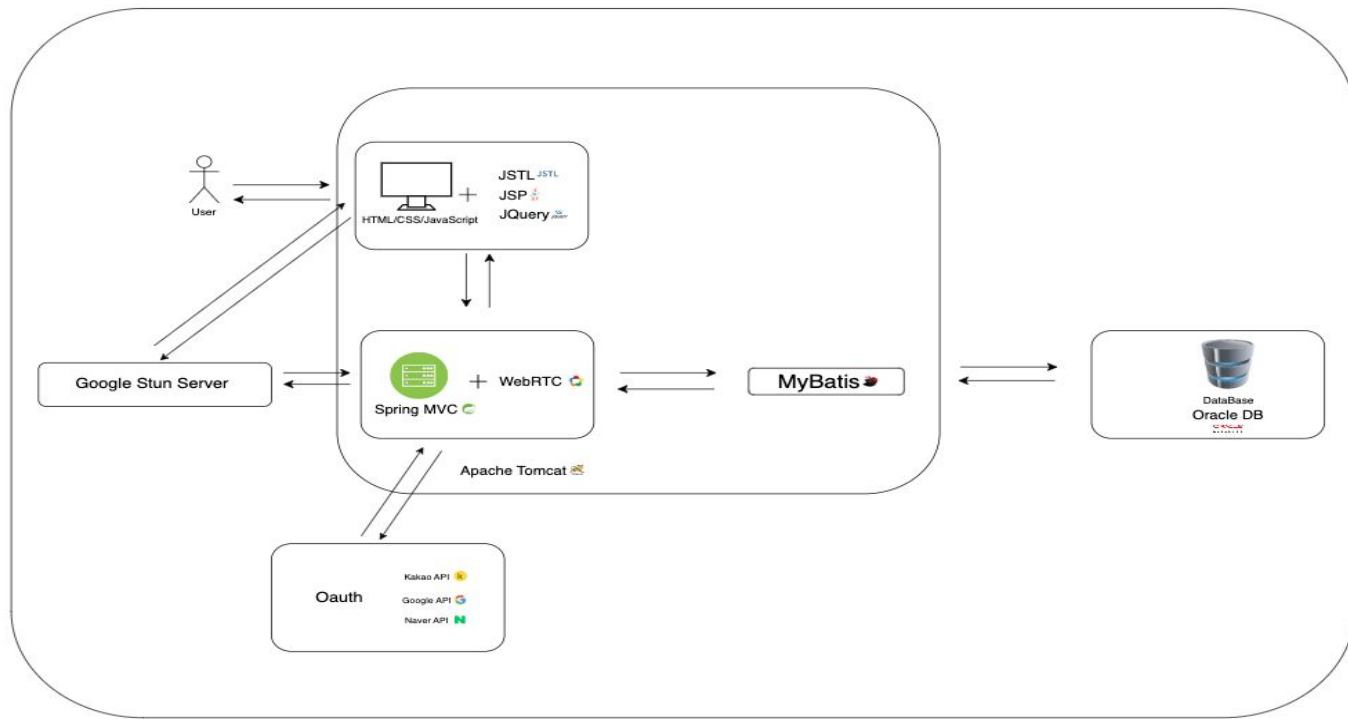 User
HTML/CSS/JavaScript
+
JSTL JSTL
JSP
JQuery
Google Stun Server
Spring MVC
+
WebRTC
MyBatis
DataBase
Oracle DB
Apache Tomcat
Oauth
Kakao API
Google API
Naver API